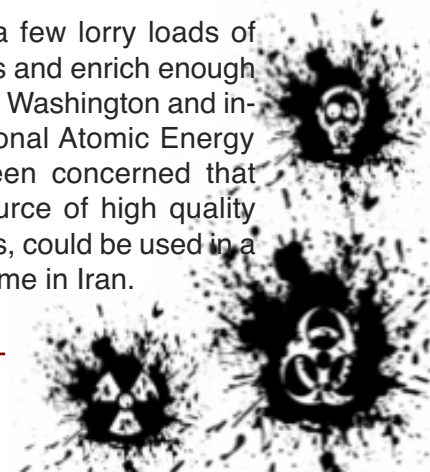 a few lorry loads of
s and enrich enough
Washington and in-
onal Atomic Energy
een concerned that
urce of high quality
s, could be used in a
me in Iran.